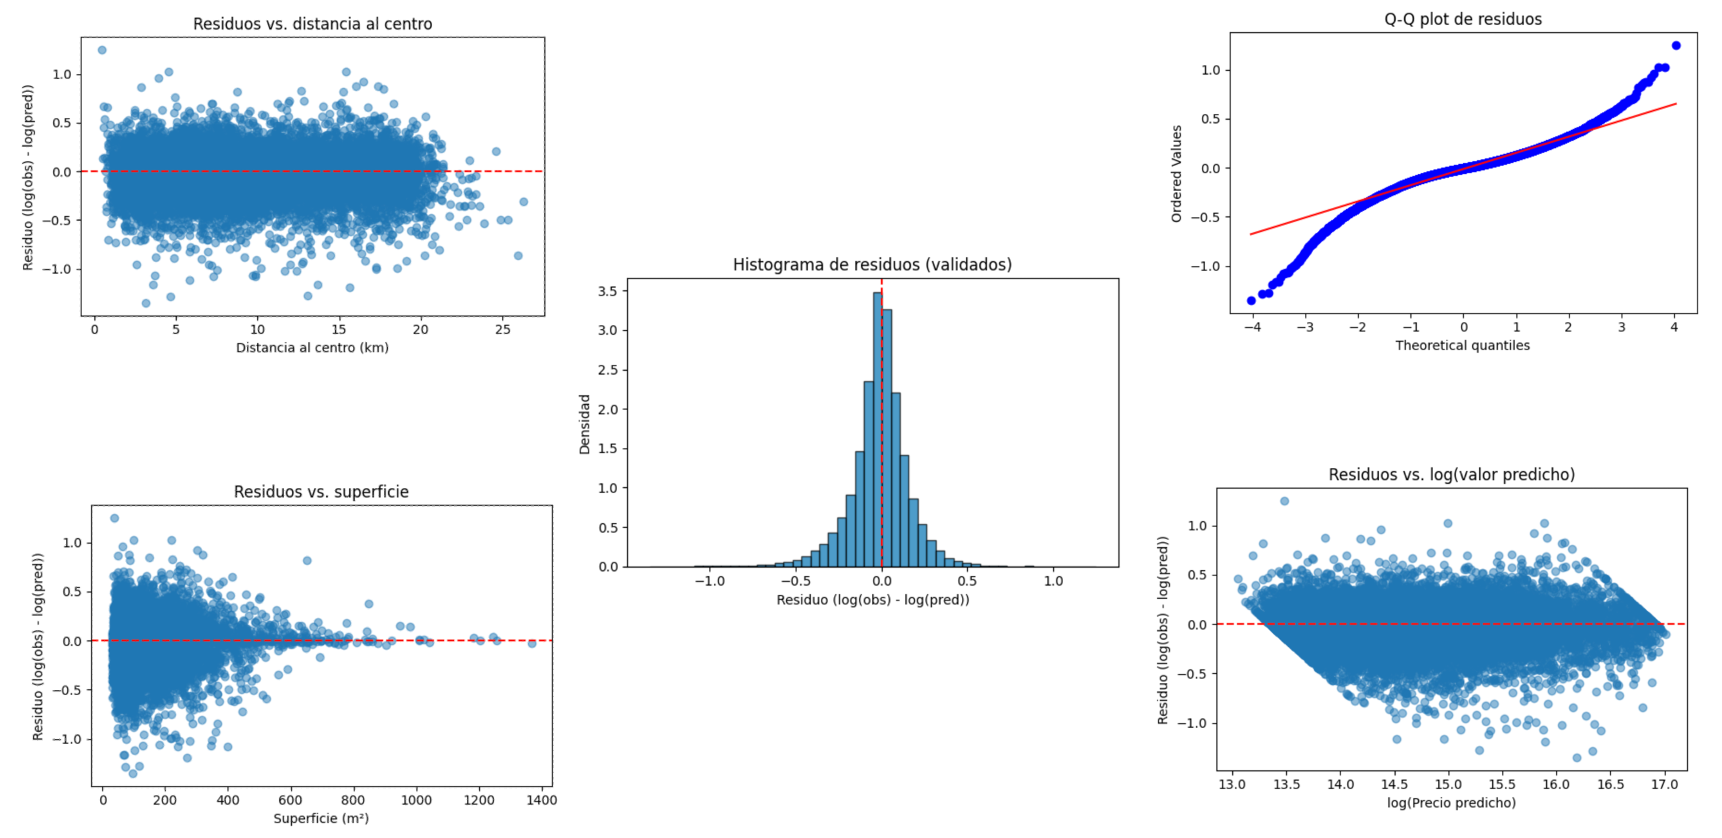 Residuos vs. distancia al centro
Residuo (log(obs) - log(pred))
1.0
0.5
0.0
−0.5
−1.0
0 5 10 15 20 25
Distancia al centro (km)
Q-Q plot de residuos
Ordered Values
1.0
0.5
0.0
−0.5
−1.0
−4 −3 −2 −1 0 1 2 3 4
Theoretical quantiles
Histograma de residuos (validados)
Densidad
3.5
3.0
2.5
2.0
1.5
1.0
0.5
0.0
−1.0 −0.5 0.0 0.5 1.0
Residuo (log(obs) - log(pred))
Residuos vs. superficie
Residuo (log(obs) - log(pred))
1.0
0.5
0.0
−0.5
−1.0
0 200 400 600 800 1000 1200 1400
Superficie (m²)
Residuos vs. log(valor predicho)
Residuo (log(obs) - log(pred))
1.0
0.5
0.0
−0.5
−1.0
13.0 13.5 14.0 14.5 15.0 15.5 16.0 16.5 17.0
log(Precio predicho)